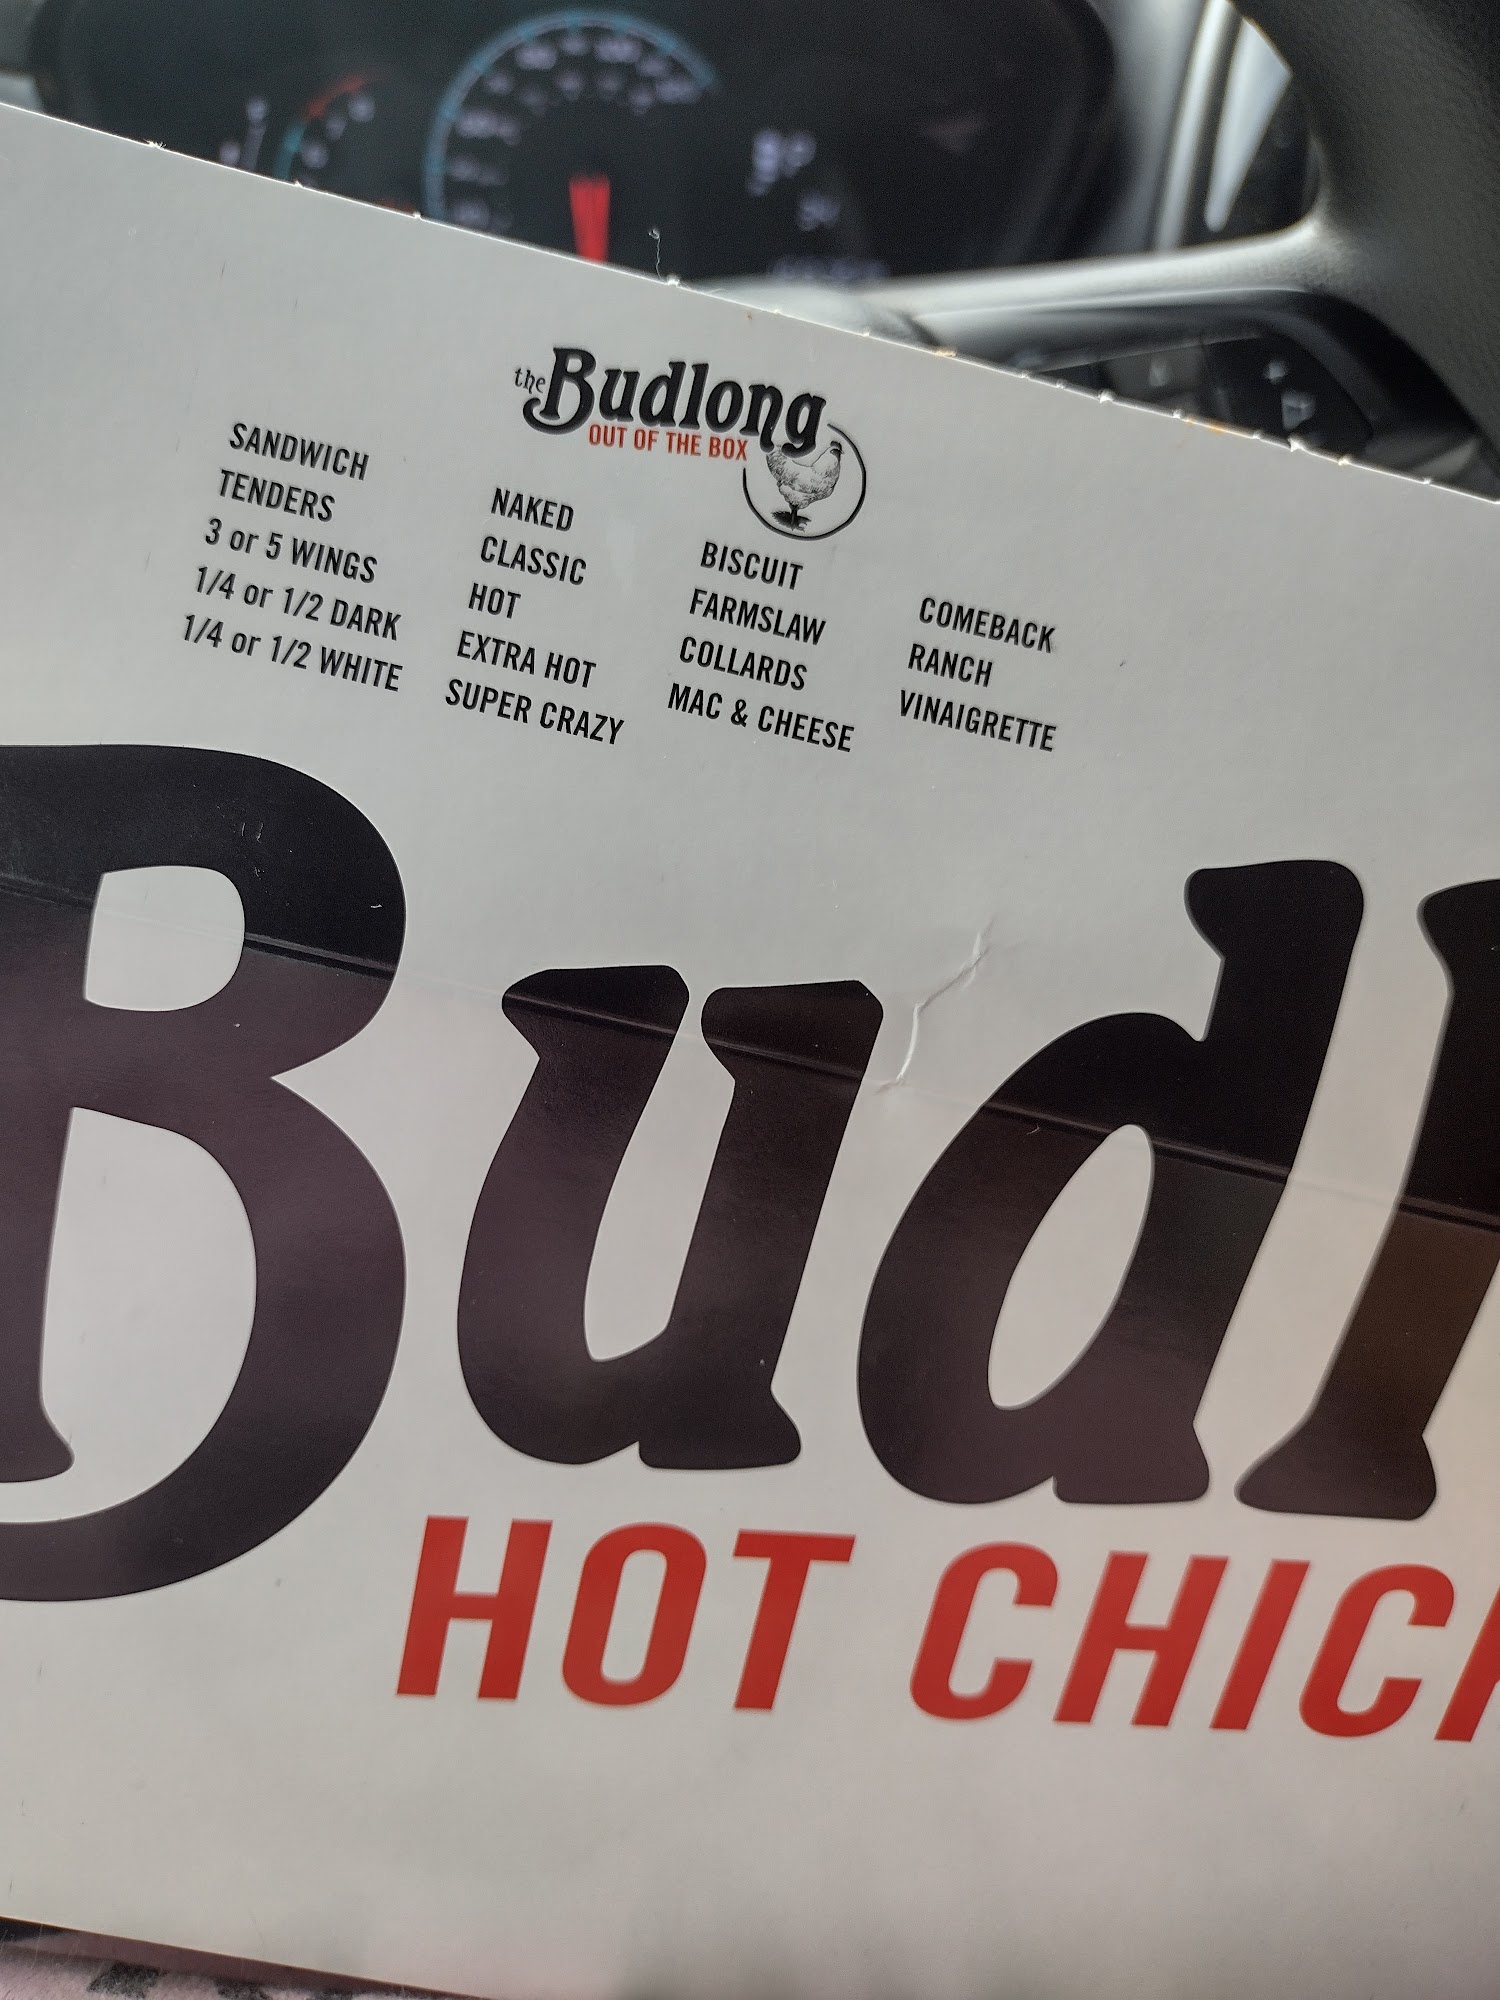 the Budlong
OUT OF THE BOX
SANDWICH
TENDERS
3 or 5 WINGS
1/4 or 1/2 DARK
1/4 or 1/2 WHITE
NAKED
CLASSIC
HOT
EXTRA HOT
SUPER CRAZY
BISCUIT
FARMSLAW
COLLARDS
MAC & CHEESE
COMEBACK
RANCH
VINAIGRETTE
Budl
HOT CHIC